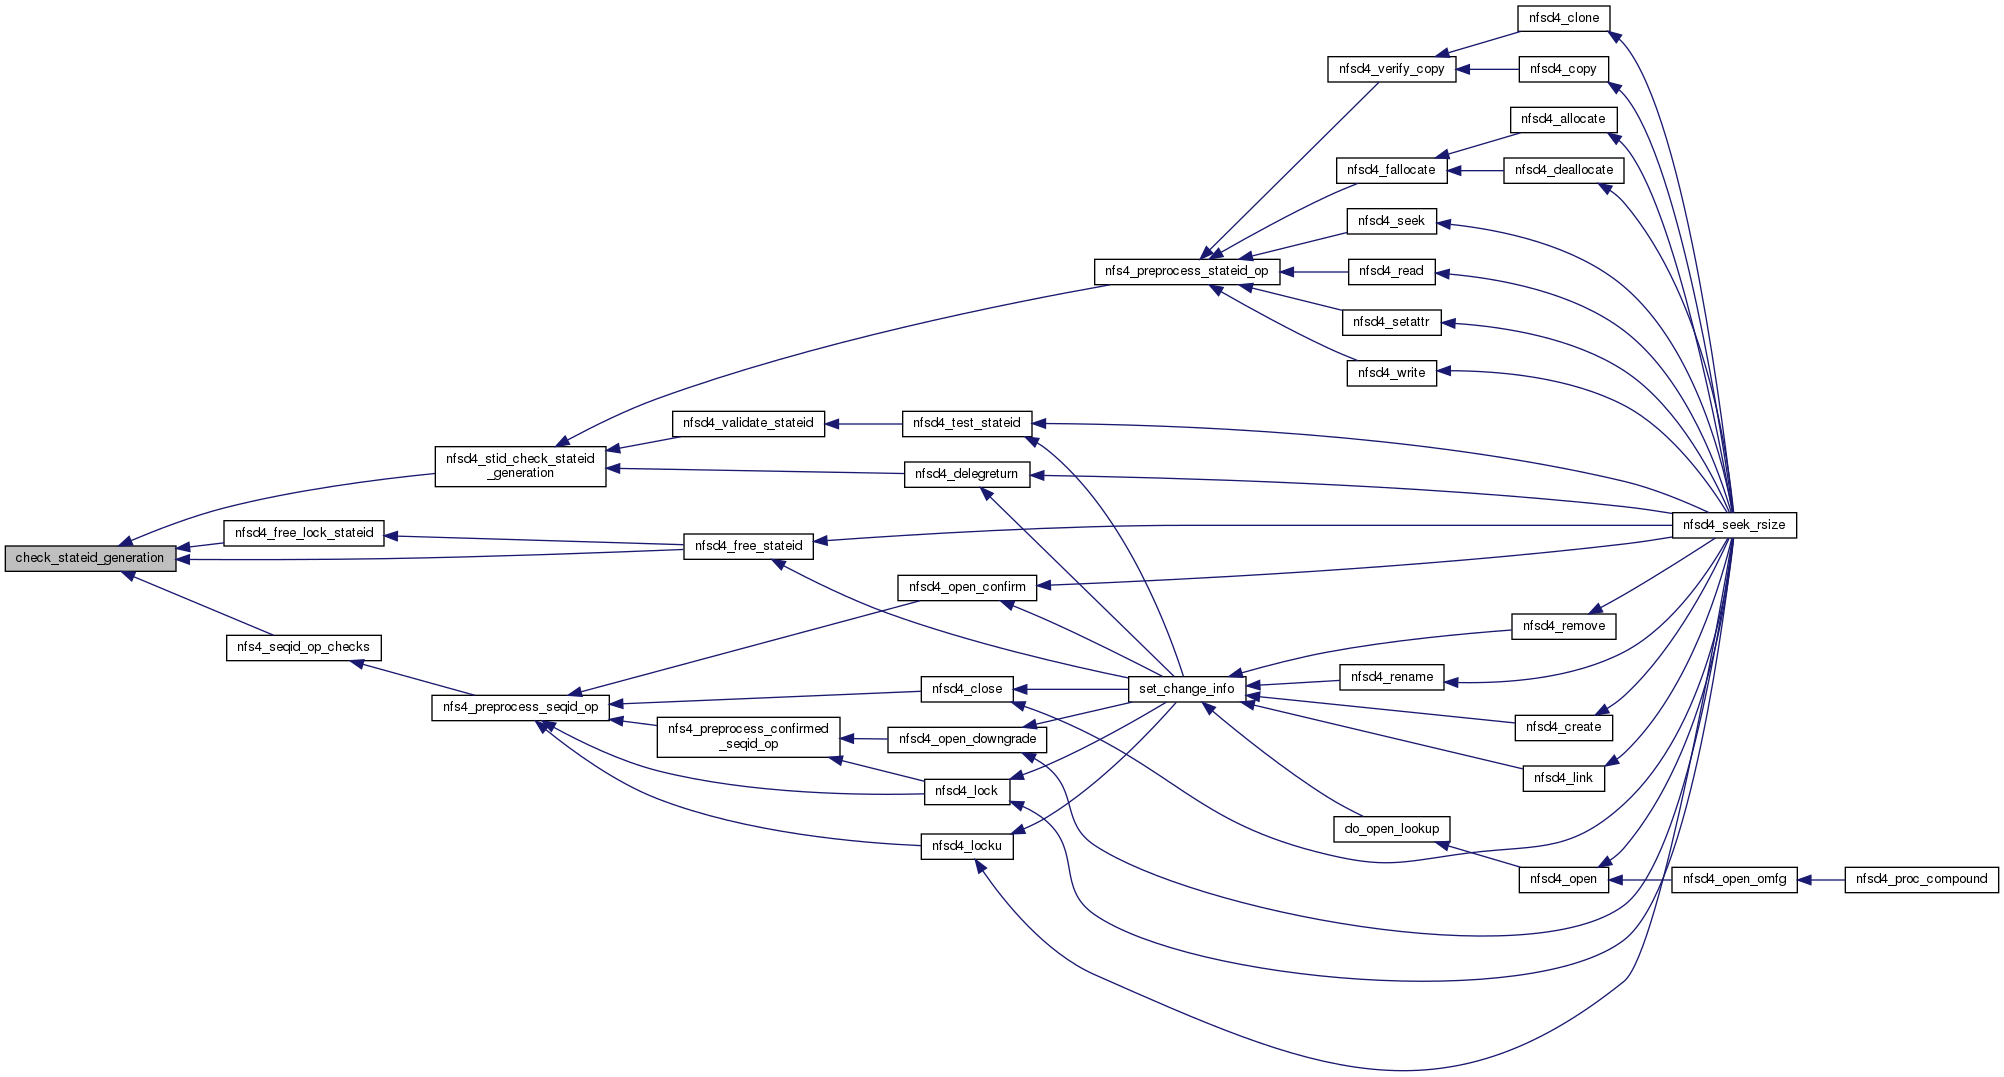 nfsd4_clone
nfsd4_verify_copy
nfsd4_copy
nfsd4_allocate
nfsd4_fallocate
nfsd4_deallocate
nfsd4_seek
nfs4_preprocess_stateid_op
nfsd4_read
nfsd4_setattr
nfsd4_write
nfsd4_validate_stateid
nfsd4_test_stateid
nfsd4_stid_check_stateid
_generation
nfsd4_delegreturn
nfsd4_seek_rsize
nfsd4_free_lock_stateid
nfsd4_free_stateid
check_stateid_generation
nfsd4_open_confirm
nfsd4_remove
nfs4_seqid_op_checks
nfsd4_rename
nfsd4_close
set_change_info
nfs4_preprocess_seqid_op
nfsd4_create
nfs4_preprocess_confirmed
_seqid_op
nfsd4_open_downgrade
nfsd4_link
nfsd4_lock
do_open_lookup
nfsd4_locku
nfsd4_open
nfsd4_open_omfg
nfsd4_proc_compound